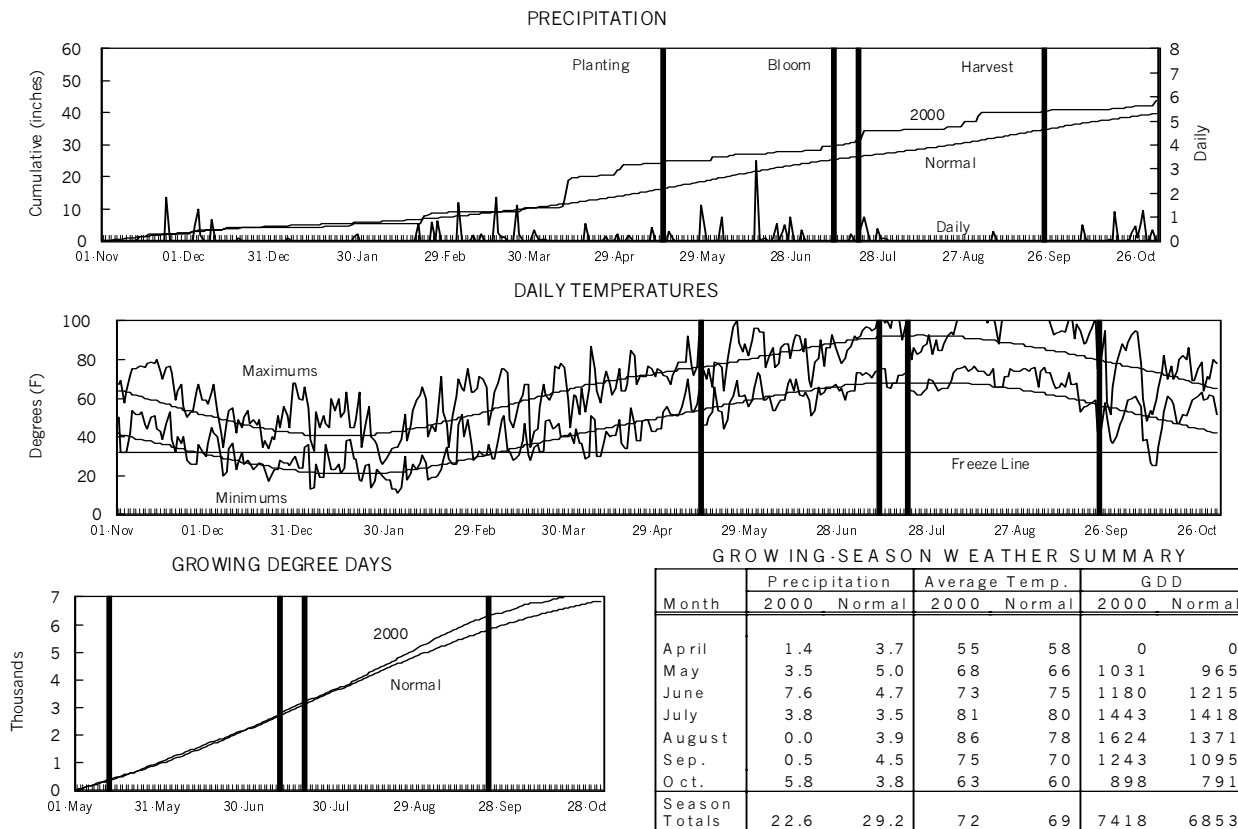 PRECIPITATION
60
50
40
30
20
10
0
Cumulative (inches)
8
7
6
5
4
3
2
1
0
Daily
Planting
Bloom
Harvest
2000
Normal
Daily
01-Nov 01-Dec 31-Dec 30-Jan 29-Feb 30-Mar 29-Apr 29-May 28-Jun 28-Jul 27-Aug 26-Sep 26-Oct
DAILY TEMPERATURES
100
80
60
40
20
0
Degrees (F)
Maximums
Minimums
Freeze Line
01-Nov 01-Dec 31-Dec 30-Jan 29-Feb 30-Mar 29-Apr 29-May 28-Jun 28-Jul 27-Aug 26-Sep 26-Oct
GROWING DEGREE DAYS
7
6
5
4
3
2
1
0
Thousands
2000
Normal
01-May 31-May 30-Jun 30-Jul 29-Aug 28-Sep 28-Oct
GROWING-SEASON WEATHER SUMMARY
Precipitation Average Temp. GDD
Month 2000 Normal 2000 Normal 2000 Normal
April 1.4 3.7 55 58 0 0
May 3.5 5.0 68 66 1031 965
June 7.6 4.7 73 75 1180 1215
July 3.8 3.5 81 80 1443 1418
August 0.0 3.9 86 78 1624 1371
Sep. 0.5 4.5 75 70 1243 1095
Oct. 5.8 3.8 63 60 898 791
Season
Totals 22.6 29.2 72 69 7418 6853